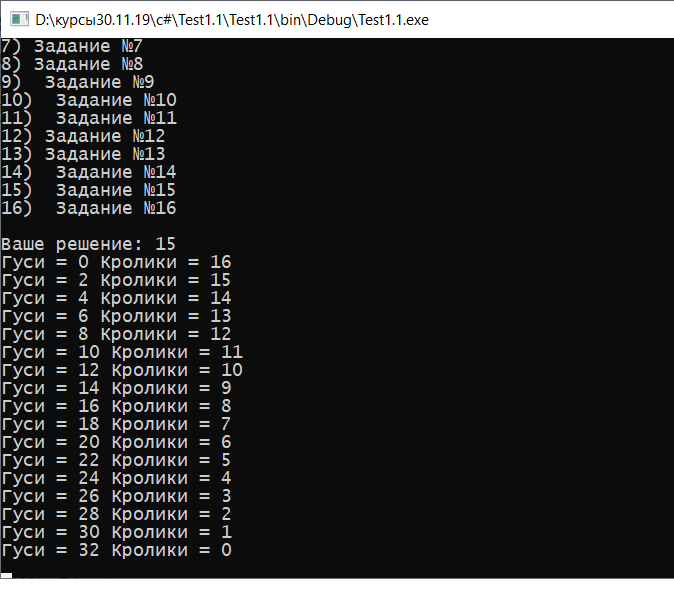 D:\курсы30.11.19\c#\Test1.1\Test1.1\bin\Debug\Test1.1.exe
7) Задание №7
8) Задание №8
9)  Задание №9
10)  Задание №10
11)  Задание №11
12) Задание №12
13) Задание №13
14)  Задание №14
15)  Задание №15
16)  Задание №16
Ваше решение: 15
Гуси = 0 Кролики = 16
Гуси = 2 Кролики = 15
Гуси = 4 Кролики = 14
Гуси = 6 Кролики = 13
Гуси = 8 Кролики = 12
Гуси = 10 Кролики = 11
Гуси = 12 Кролики = 10
Гуси = 14 Кролики = 9
Гуси = 16 Кролики = 8
Гуси = 18 Кролики = 7
Гуси = 20 Кролики = 6
Гуси = 22 Кролики = 5
Гуси = 24 Кролики = 4
Гуси = 26 Кролики = 3
Гуси = 28 Кролики = 2
Гуси = 30 Кролики = 1
Гуси = 32 Кролики = 0